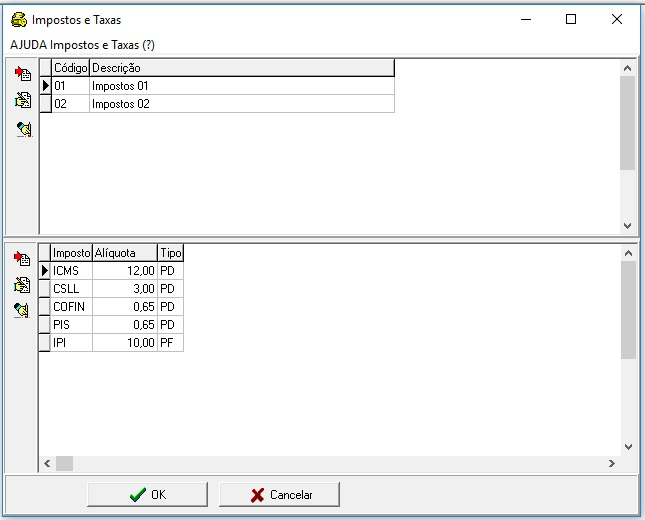 Impostos e Taxas
AJUDA Impostos e Taxas (?)
Código Descrição
01 Impostos 01
02 Impostos 02
Imposto Alíquota Tipo
ICMS 12,00 PD
CSLL 3,00 PD
COFIN 0,65 PD
PIS 0,65 PD
IPI 10,00 PF
OK Cancelar